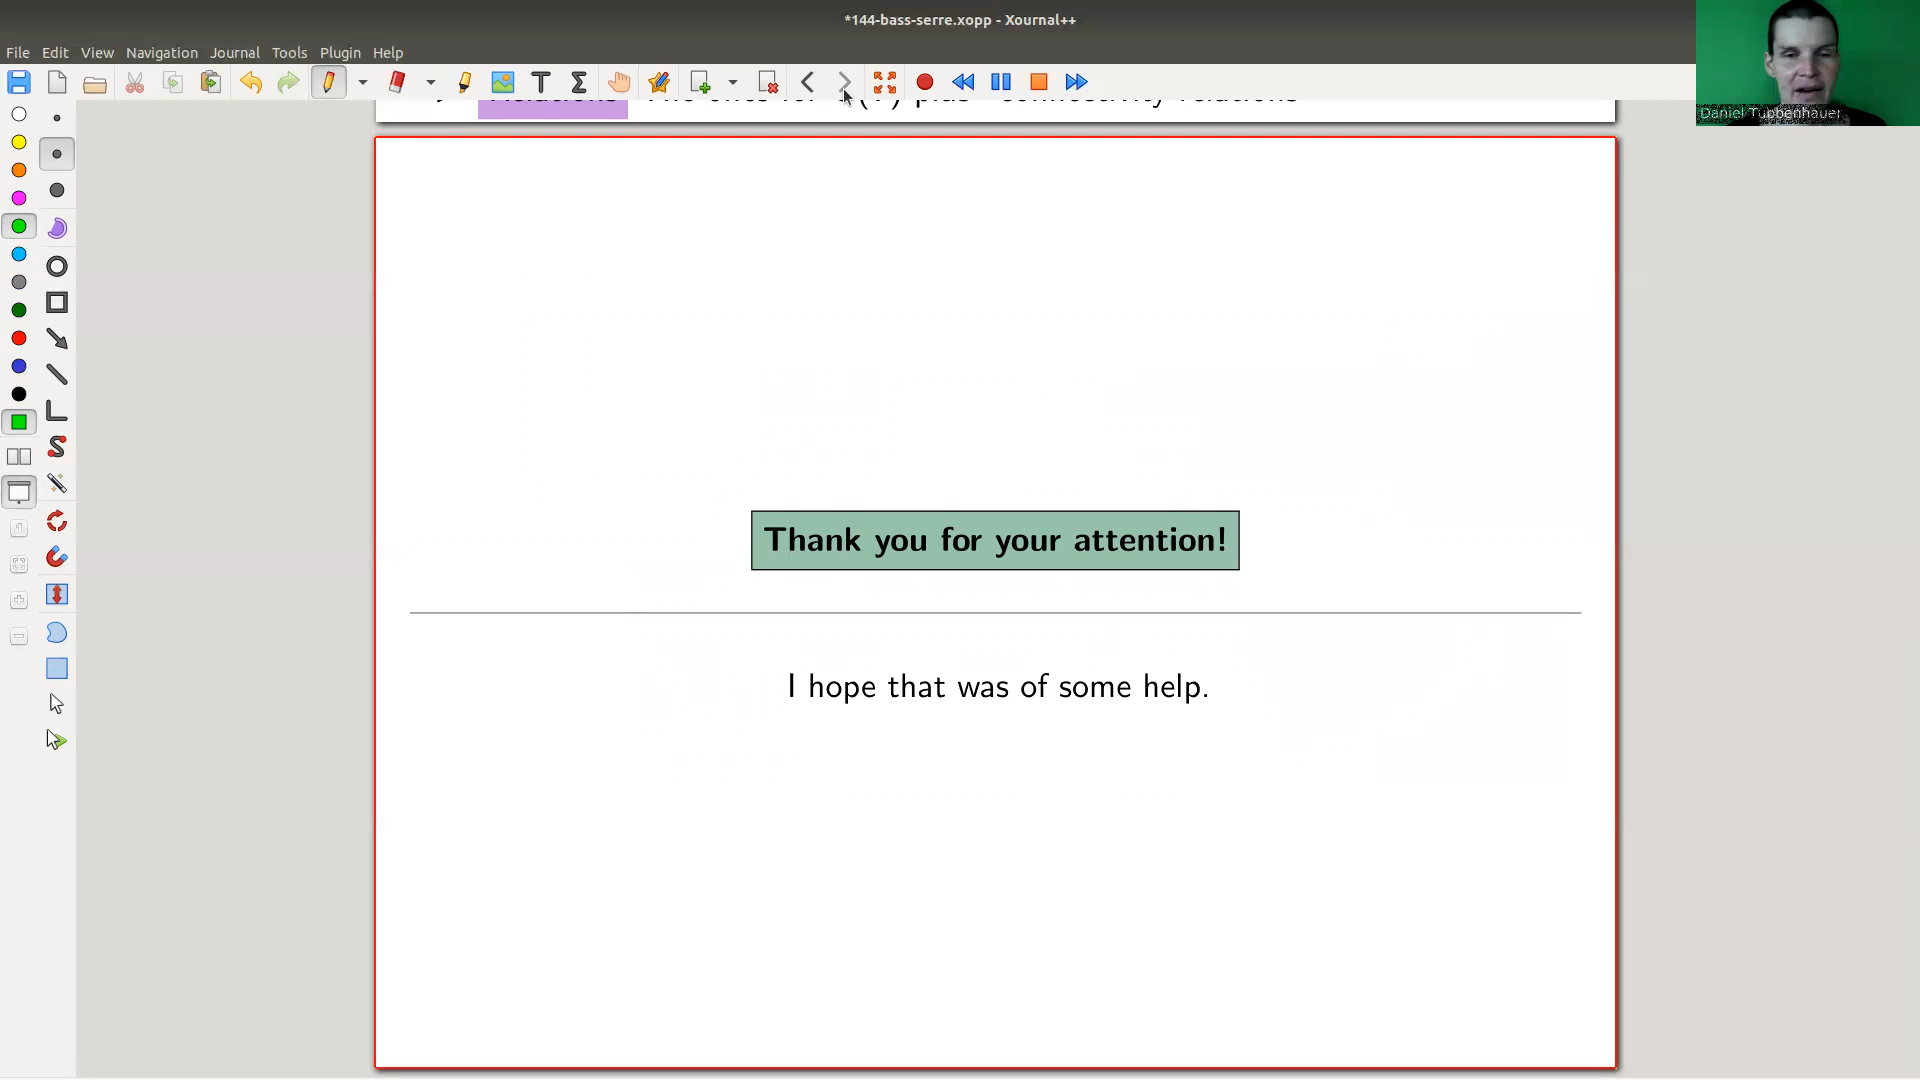 *144-bass-serre.xopp - Xournal++
File Edit View Navigation Journal Tools Plugin Help
Daniel Tubbenhauer
Thank you for your attention!
I hope that was of some help.